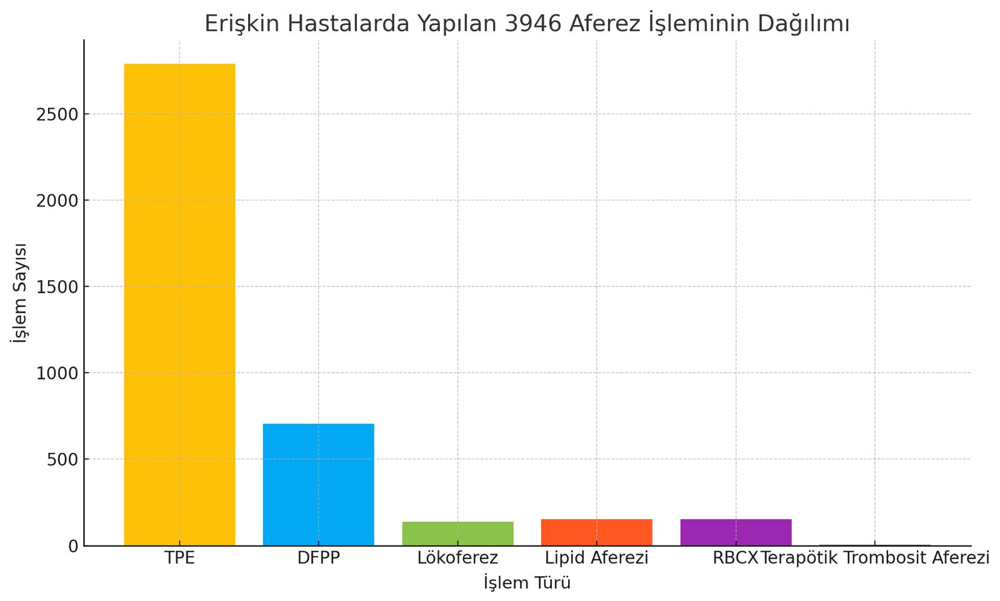 Erişkin Hastalarda Yapılan 3946 Aferez İşleminin Dağılımı
İşlem Sayısı
2500
2000
1500
1000
500
0
TPE DFPP Lökoferez Lipid Aferezi RBCX Terapötik Trombosit Aferezi
İşlem Türü